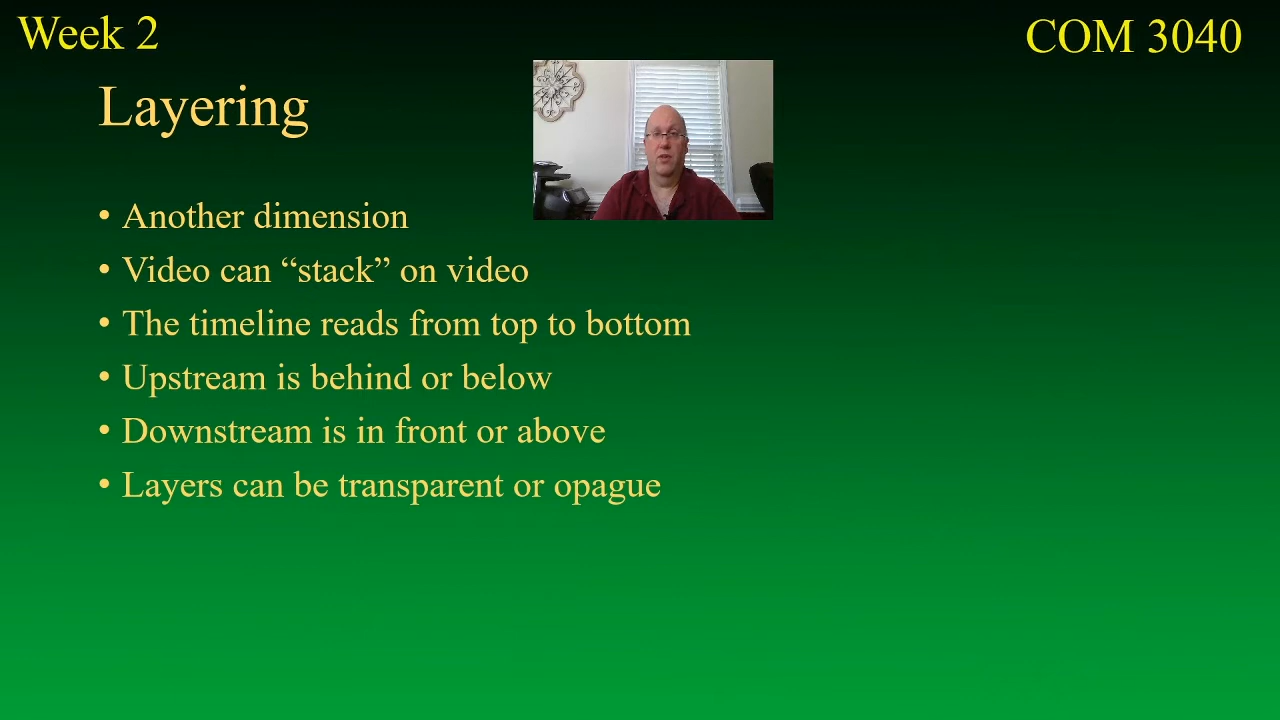 Week 2
COM 3040
Layering
• Another dimension
• Video can “stack” on video
• The timeline reads from top to bottom
• Upstream is behind or below
• Downstream is in front or above
• Layers can be transparent or opague